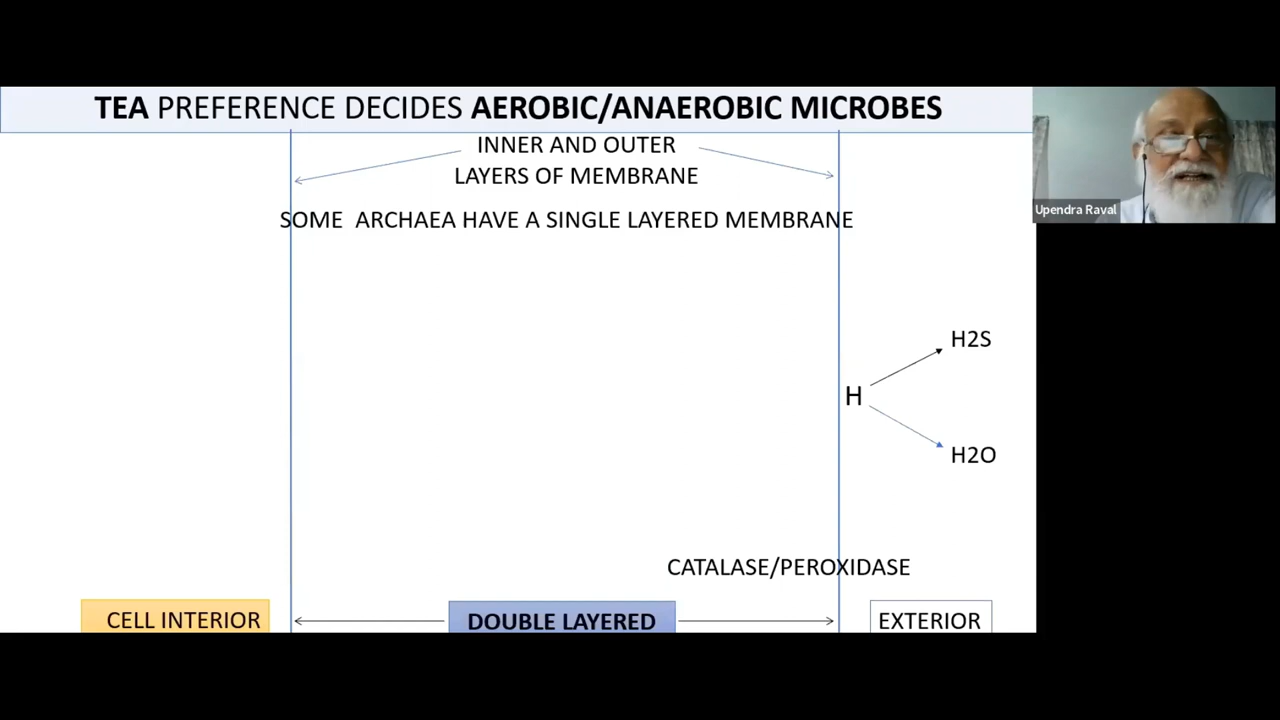 TEA PREFERENCE DECIDES AEROBIC/ANAEROBIC MICROBES
INNER AND OUTER
LAYERS OF MEMBRANE
SOME ARCHAEA HAVE A SINGLE LAYERED MEMBRANE
Upendra Raval
H2S
H
H2O
CATALASE/PEROXIDASE
CELL INTERIOR
DOUBLE LAYERED
EXTERIOR